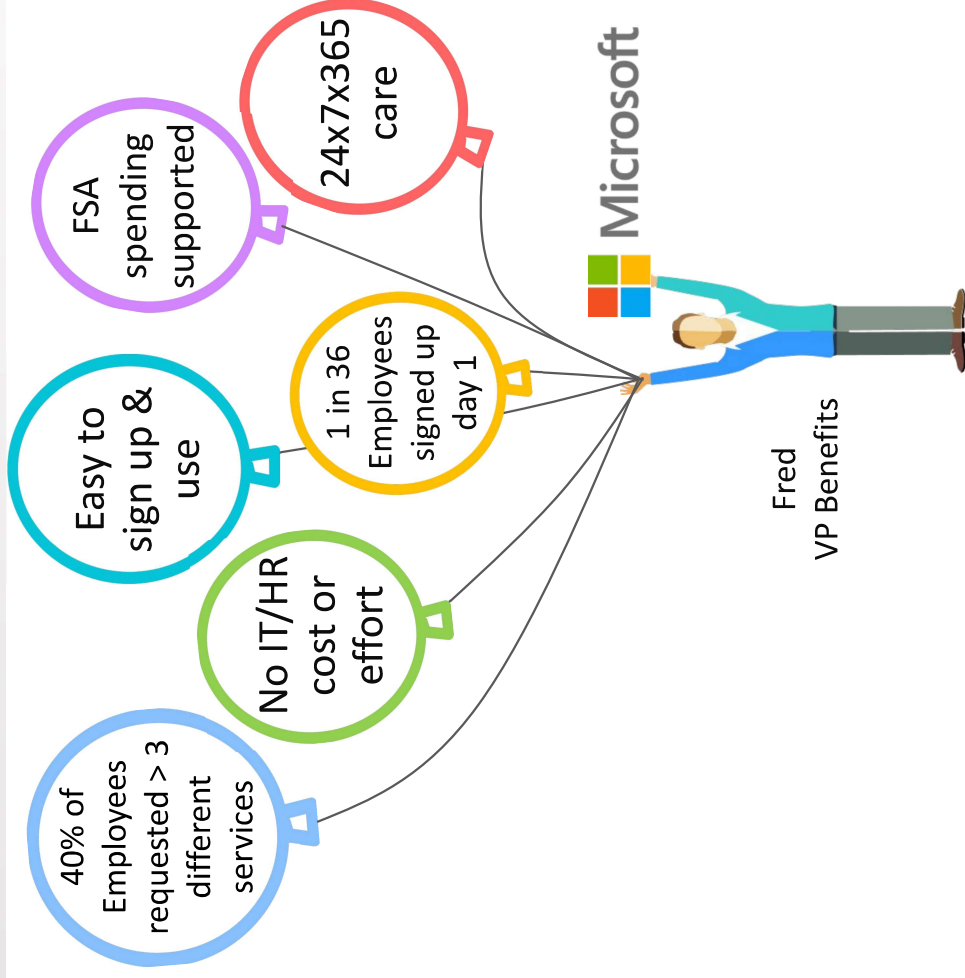 40% of
Employees
requested > 3
different
services
No IT/HR
cost or
effort
Easy to
sign up &
use
1 in 36
Employees
signed up
day 1
FSA
spending
supported
24x7x365
care
Microsoft
Fred
VP Benefits